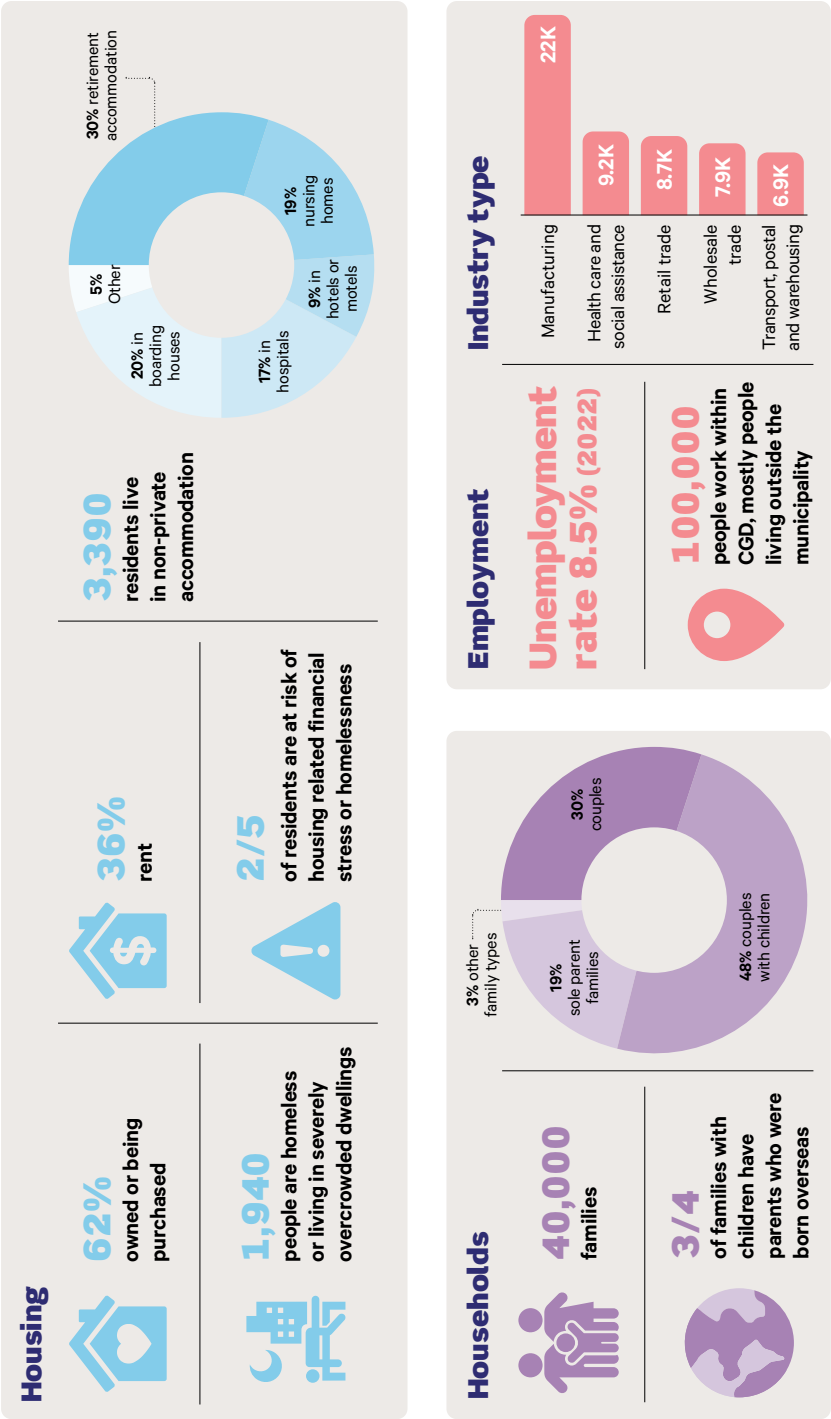 Housing
62%
owned or being
purchased
1,940
people are homeless
or living in severely
overcrowded dwellings
36%
rent
2/5
of residents are at risk of
housing related financial
stress or homelessness
3,390
residents live
in non-private
accommodation
30% retirement
accommodation
19%
nursing
homes
9% in
hotels or
motels
17% in
hospitals
20% in
boarding
houses
5%
Other
Households
40,000
families
3/4
of families with
children have
parents who were
born overseas
3% other
family types
30%
couples
19%
sole parent
families
48% couples
with children
Employment
Unemployment
rate 8.5% (2022)
100,000
people work within
CGD, mostly people
living outside the
municipality
Industry type
Manufacturing
22K
Health care and
social assistance
9.2K
Retail trade
8.7K
Wholesale
trade
7.9K
Transport, postal
and warehousing
6.9K